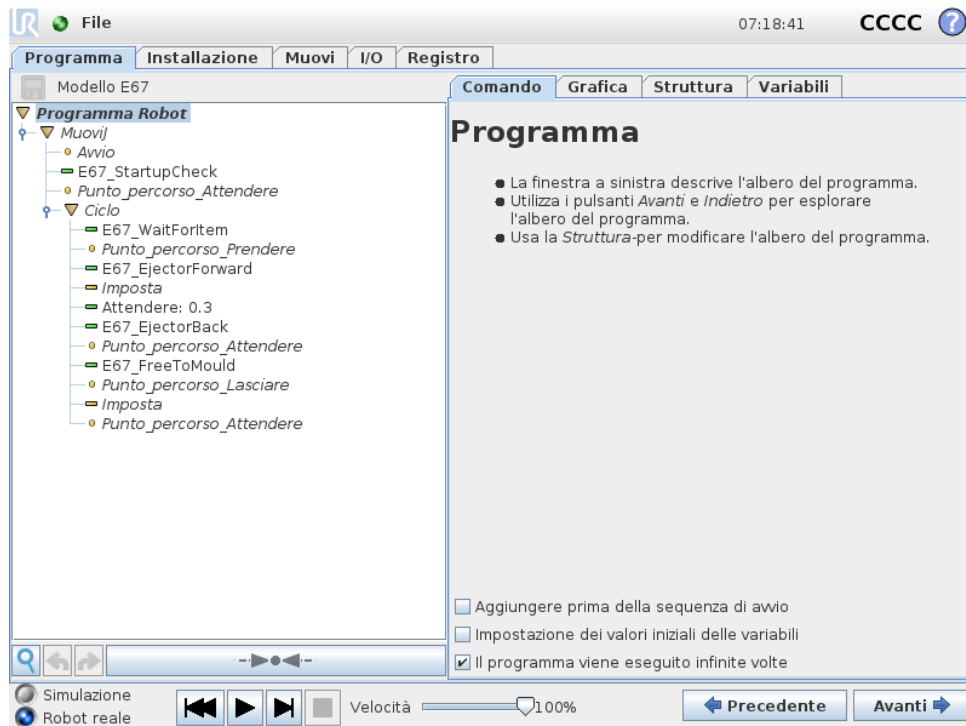 UR File 07:18:41 CCCC ?
Programma Installazione Muovi I/O Registro
Modello E67
Comando Grafica Struttura Variabili
Programma Robot
MuoviJ
Avvio
E67_StartupCheck
Punto_percorso_Attendere
Ciclo
E67_WaitForItem
Punto_percorso_Prendere
E67_EjectorForward
Imposta
Attendere: 0.3
E67_EjectorBack
Punto_percorso_Attendere
E67_FreeToMould
Punto_percorso_Lasciare
Imposta
Punto_percorso_Attendere
Programma
La finestra a sinistra descrive l'albero del programma.
Utilizza i pulsanti Avanti e Indietro per esplorare
l'albero del programma.
Usa la Struttura-per modificare l'albero del programma.
Aggiungere prima della sequenza di avvio
Impostazione dei valori iniziali delle variabili
Il programma viene eseguito infinite volte
Simulazione
Robot reale
Velocità 100%
Precedente Avanti